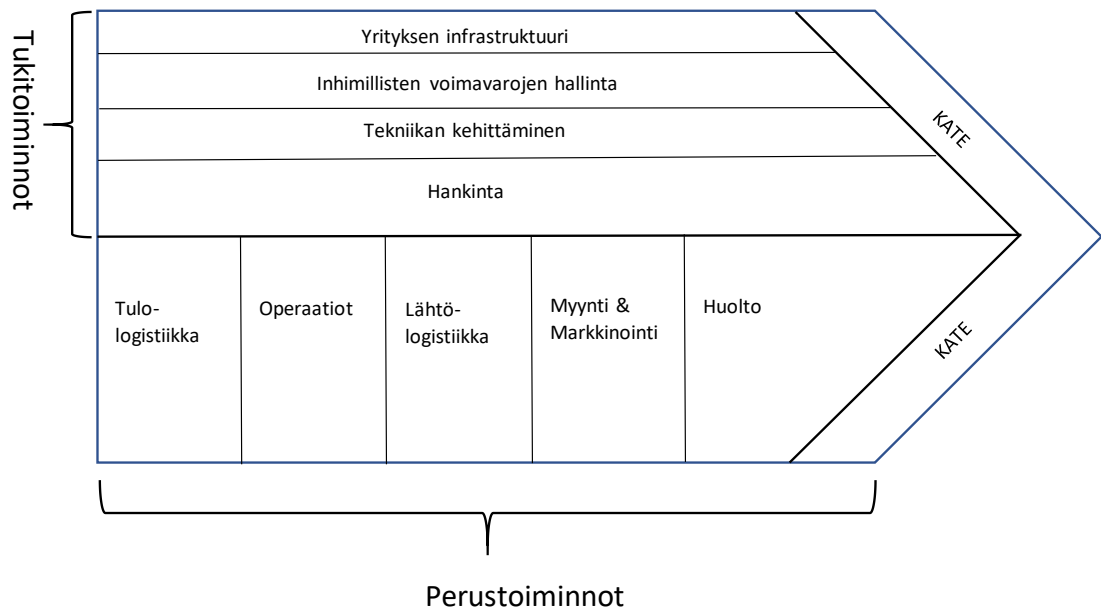 Tukitoiminnot
Yrityksen infrastruktuuri
Inhimillisten voimavarojen hallinta
Tekniikan kehittäminen
Hankinta
KATE
Tulo-
logistiikka
Operaatiot
Lähtö-
logistiikka
Myynti &
Markkinointi
Huolto
KATE
Perustoiminnot